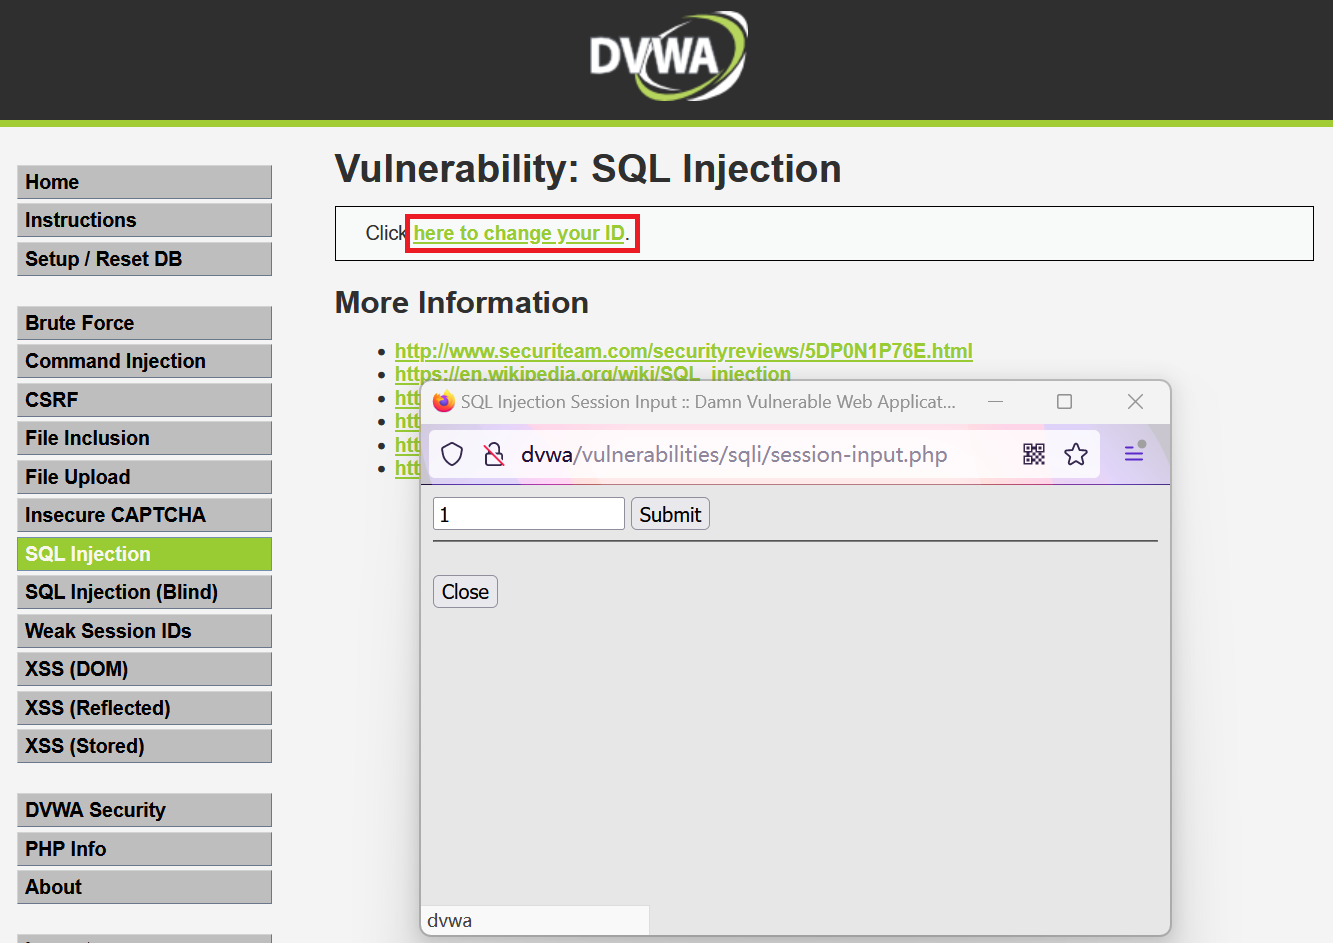 DVWA
Home
Instructions
Setup / Reset DB
Brute Force
Command Injection
CSRF
File Inclusion
File Upload
Insecure CAPTCHA
SQL Injection
SQL Injection (Blind)
Weak Session IDs
XSS (DOM)
XSS (Reflected)
XSS (Stored)
DVWA Security
PHP Info
About
Vulnerability: SQL Injection
Click here to change your ID.
More Information
http://www.securiteam.com/securityreviews/5DP0N1P76E.html
https://en.wikipedia.org/wiki/SQL_injection
htt
htt
htt
htt
SQL Injection Session Input :: Damn Vulnerable Web Applicat...
dvwa/vulnerabilities/sqli/session-input.php
1 Submit
Close
dvwa